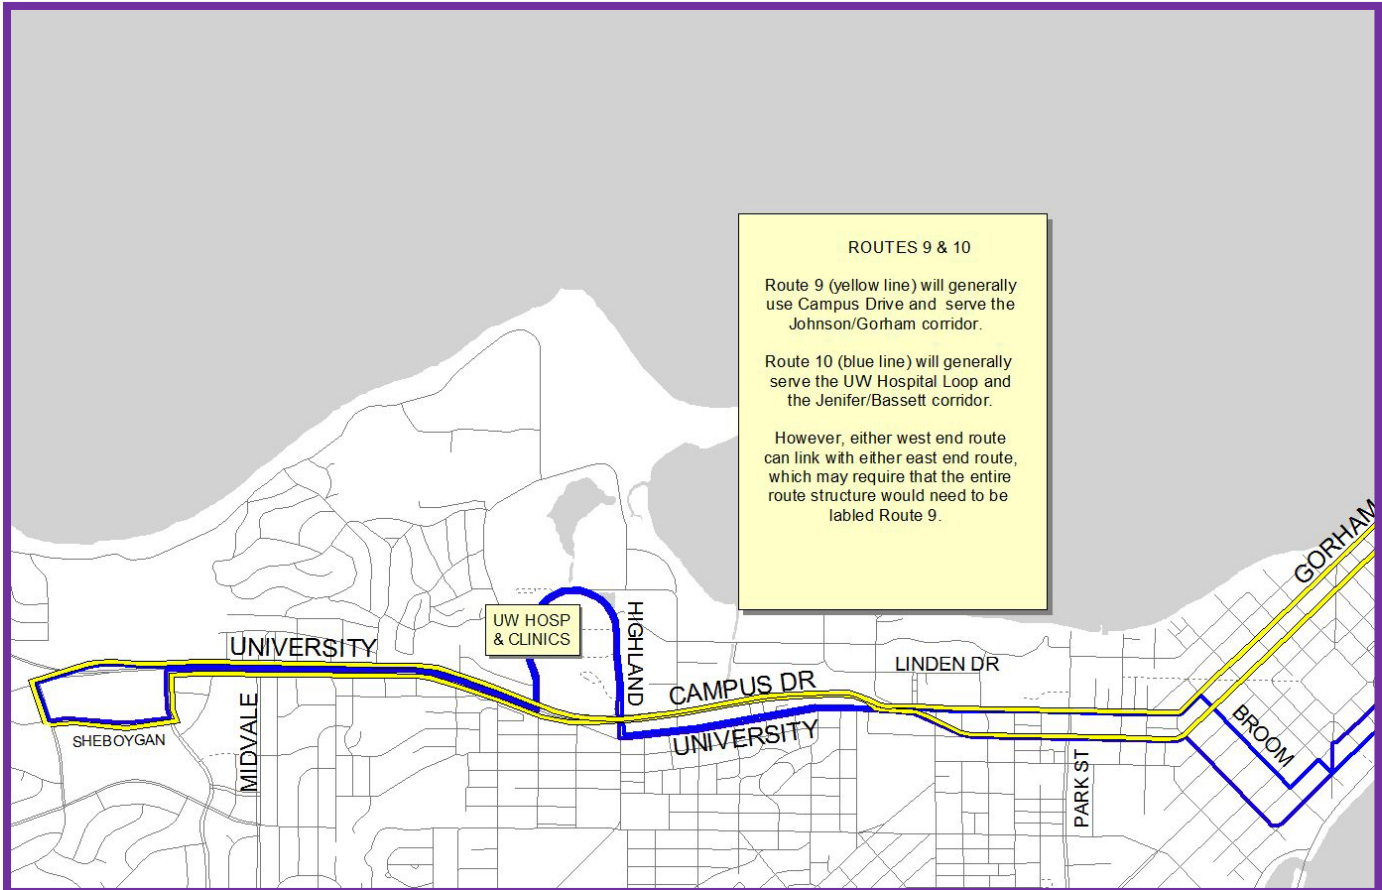 ROUTES 9 & 10
Route 9 (yellow line) will generally
use Campus Drive and serve the
Johnson/Gorham corridor.
Route 10 (blue line) will generally
serve the UW Hospital Loop and
the Jenifer/Bassett corridor.
However, either west end route
can link with either east end route,
which may require that the entire
route structure would need to be
labled Route 9.
GORHAM
UW HOSP
& CLINICS
HIGHLAND
UNIVERSITY
LINDEN DR
CAMPUS DR
UNIVERSITY
BROOM
SHEBOYGAN
MIDVALE
PARK ST